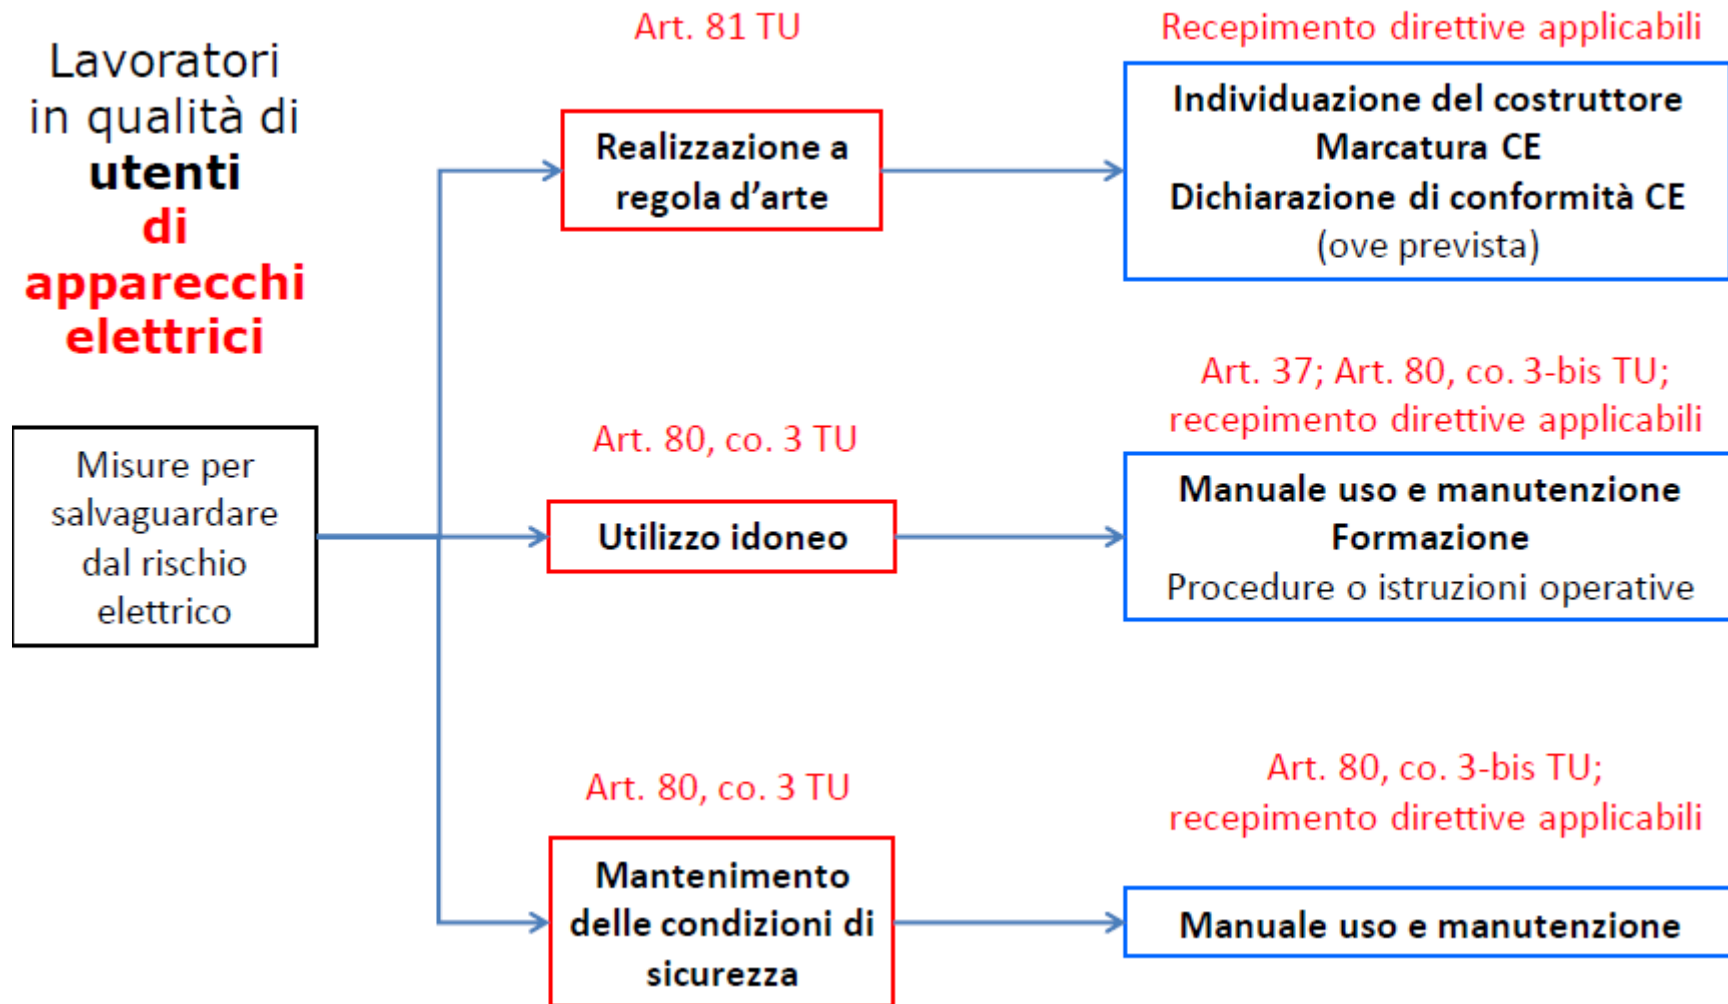 Lavoratori
in qualità di
utenti
di
apparecchi
elettrici
Misure per
salvaguardare
dal rischio
elettrico
Art. 81 TU
Realizzazione a
regola d’arte
Recepimento direttive applicabili
Individuazione del costruttore
Marcatura CE
Dichiarazione di conformità CE
(ove prevista)
Art. 80, co. 3 TU
Utilizzo idoneo
Art. 37; Art. 80, co. 3-bis TU;
recepimento direttive applicabili
Manuale uso e manutenzione
Formazione
Procedure o istruzioni operative
Art. 80, co. 3 TU
Mantenimento
delle condizioni di
sicurezza
Art. 80, co. 3-bis TU;
recepimento direttive applicabili
Manuale uso e manutenzione